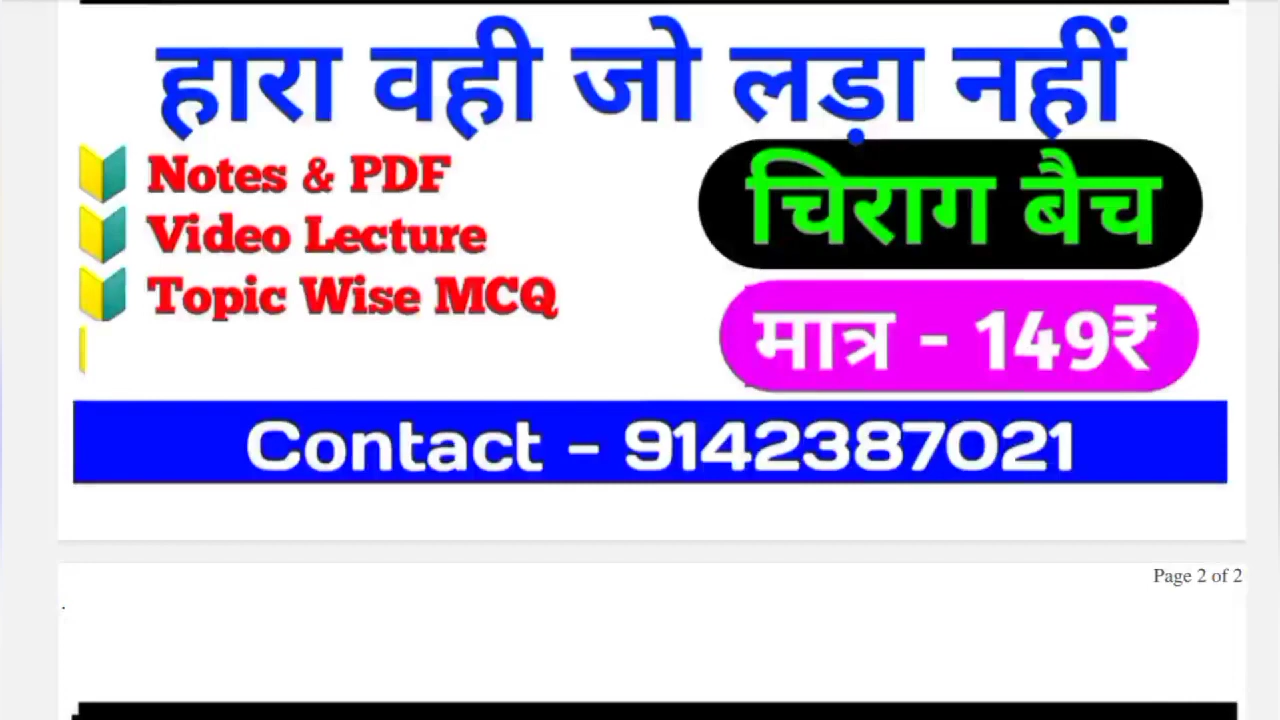 हारा वही जो लड़ा नहीं
Notes & PDF
Video Lecture
Topic Wise MCQ
चिराग बैच
मात्र - 149₹
Contact - 9142387021
Page 2 of 2
.